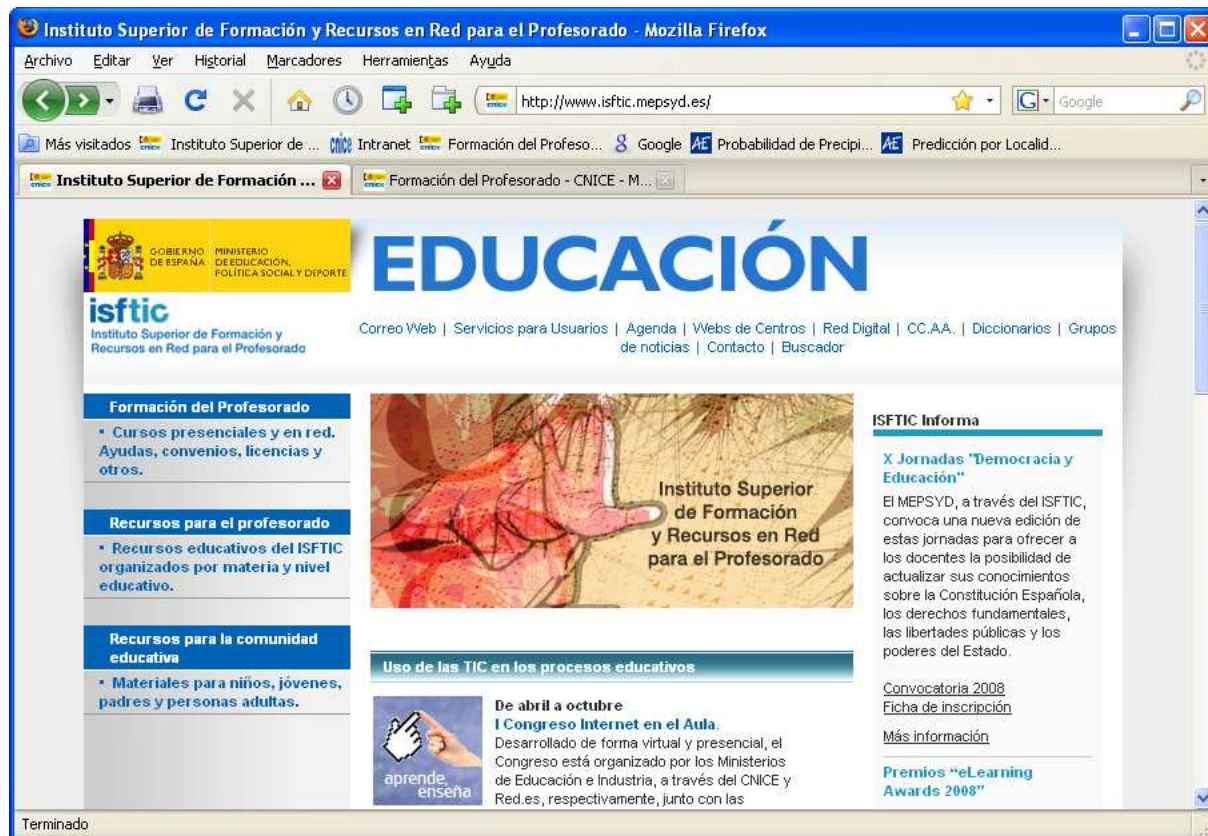 Instituto Superior de Formación y Recursos en Red para el Profesorado - Mozilla Firefox
Archivo Editar Ver Historial Marcadores Herramientas Ayuda
http://www.isftic.mepsyd.es/
G Google
Más visitados Instituto Superior de ... cnice Intranet Formación del Profeso... Google AE Probabilidad de Precipi... AE Predicción por Localid...
Instituto Superior de Formación ... Formación del Profesorado - CNICE - M...
GOBIERNO DE ESPAÑA
MINISTERIO DE EDUCACIÓN, POLÍTICA SOCIAL Y DEPORTE
EDUCACIÓN
isftic
Instituto Superior de Formación y
Recursos en Red para el Profesorado
Correo Web | Servicios para Usuarios | Agenda | Webs de Centros | Red Digital | CC.AA. | Diccionarios | Grupos
de noticias | Contacto | Buscador
Formación del Profesorado
Cursos presenciales y en red.
Ayudas, convenios, licencias y
otros.
Recursos para el profesorado
Recursos educativos del ISFTIC
organizados por materia y nivel
educativo.
Recursos para la comunidad
educativa
Materiales para niños, jóvenes,
padres y personas adultas.
Instituto Superior
de Formación
y Recursos en Red
para el Profesorado
Uso de las TIC en los procesos educativos
aprende,
enseña
De abril a octubre
I Congreso Internet en el Aula.
Desarrollado de forma virtual y presencial, el
Congreso está organizado por los Ministerios
de Educación e Industria, a través del CNICE y
Red.es, respectivamente, junto con las
ISFTIC Informa
X Jornadas "Democracia y
Educación"
El MEPSYD, a través del ISFTIC,
convoca una nueva edición de
estas jornadas para ofrecer a
los docentes la posibilidad de
actualizar sus conocimientos
sobre la Constitución Española,
los derechos fundamentales,
las libertades públicas y los
poderes del Estado.
Convocatoria 2008
Ficha de inscripción
Más información
Premios “eLearning
Awards 2008”
Terminado